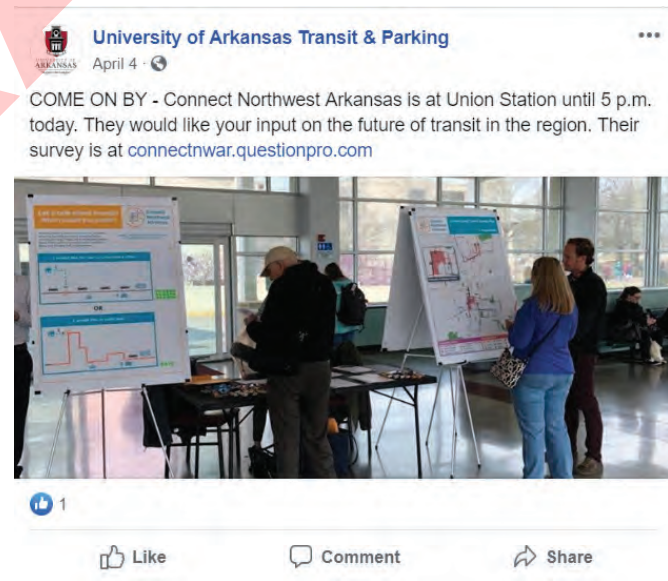 University of Arkansas Transit & Parking
April 4 ·
ARKANSAS
COME ON BY - Connect Northwest Arkansas is at Union Station until 5 p.m.
today. They would like your input on the future of transit in the region. Their
survey is at connectnwar.questionpro.com
OR
1
Like
Comment
Share